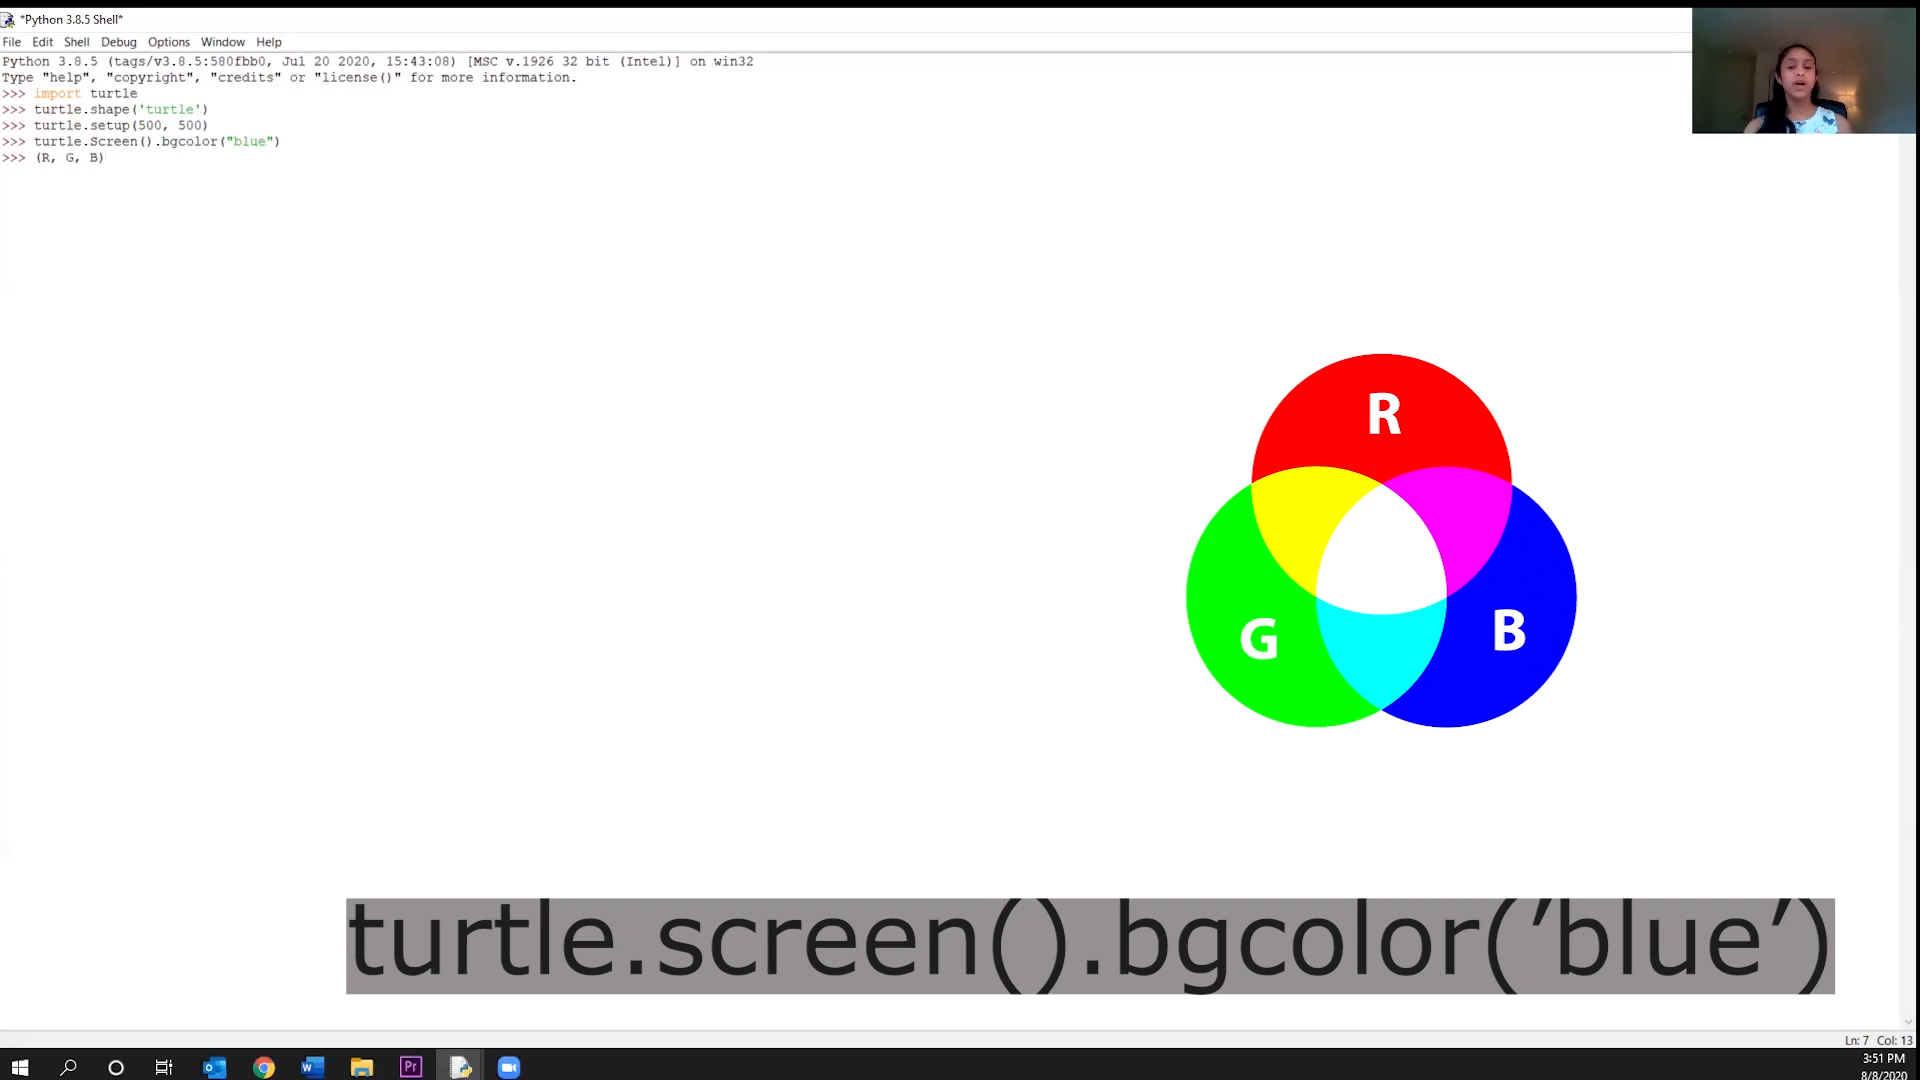 *Python 3.8.5 Shell*
File Edit Shell Debug Options Window Help
Python 3.8.5 (tags/v3.8.5:580fbb0, Jul 20 2020, 15:43:08) [MSC v.1926 32 bit (Intel)] on win32
Type "help", "copyright", "credits" or "license()" for more information.
>>> import turtle
>>> turtle.shape('turtle')
>>> turtle.setup(500, 500)
>>> turtle.Screen().bgcolor("blue")
>>> (R, G, B)
R
G
B
turtle.screen().bgcolor('blue')
Ln: 7 Col: 13
Pr
3:51 PM
8/8/2020